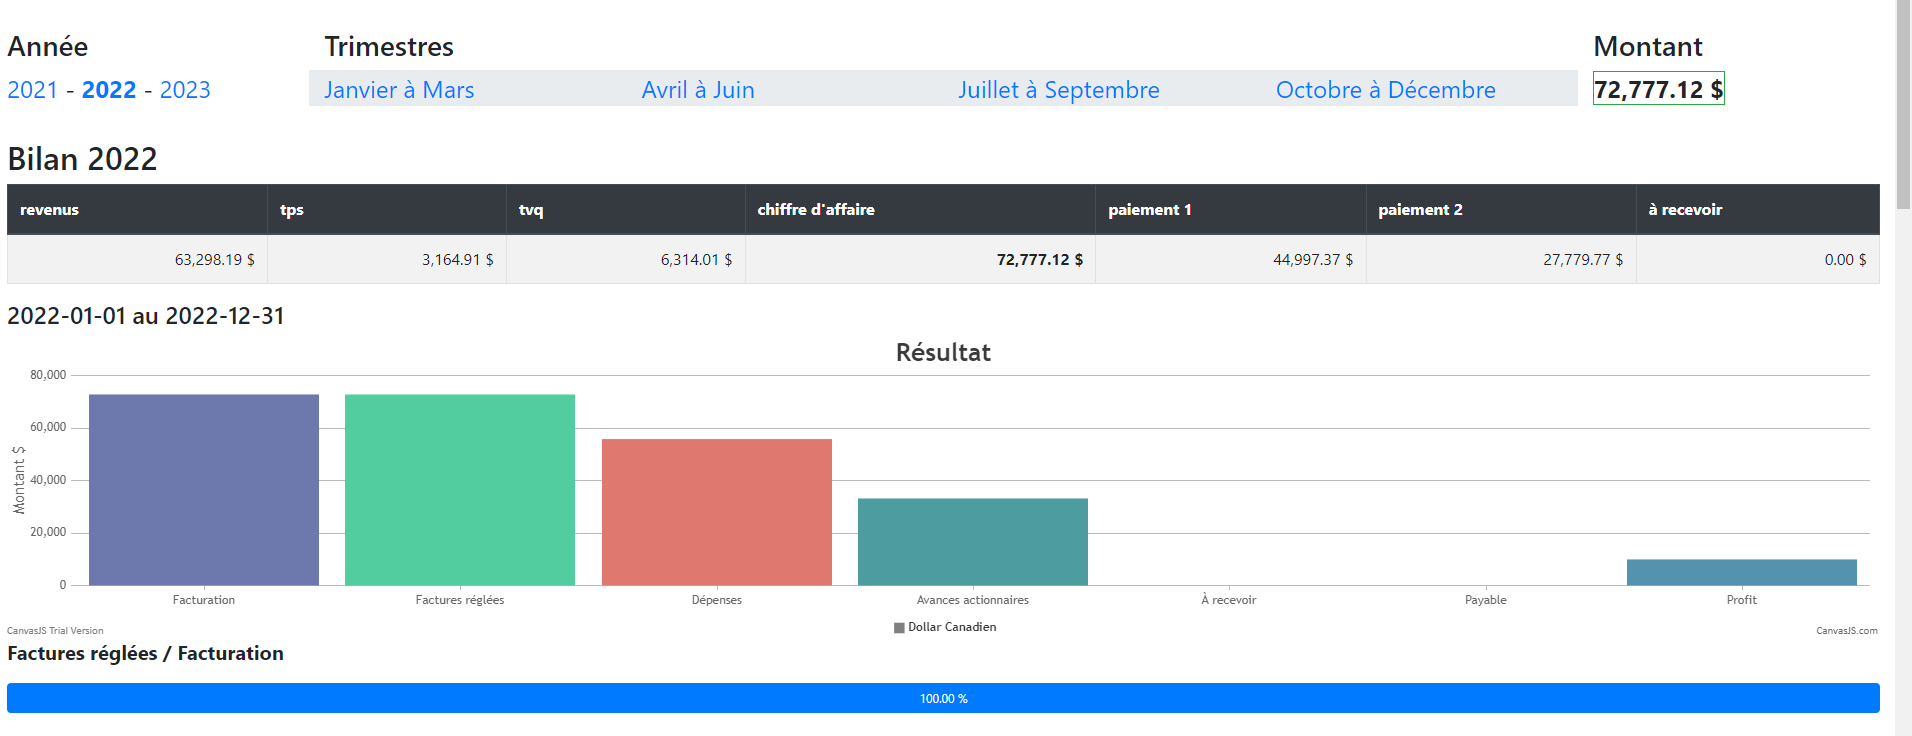 Année Trimestres Montant
2021 - 2022 - 2023 Janvier à Mars Avril à Juin Juillet à Septembre Octobre à Décembre 72,777.12 $
Bilan 2022
revenus tps tvq chiffre d'affaire paiement 1 paiement 2 à recevoir
63,298.19 $ 3,164.91 $ 6,314.01 $ 72,777.12 $ 44,997.37 $ 27,779.77 $ 0.00 $
2022-01-01 au 2022-12-31
Résultat
Montant $
80,000
60,000
40,000
20,000
0
Facturation Factures réglées Dépenses Avances actionnaires À recevoir Payable Profit
Dollar Canadien
CanvasJS Trial Version CanvasJS.com
Factures réglées / Facturation
100.00 %